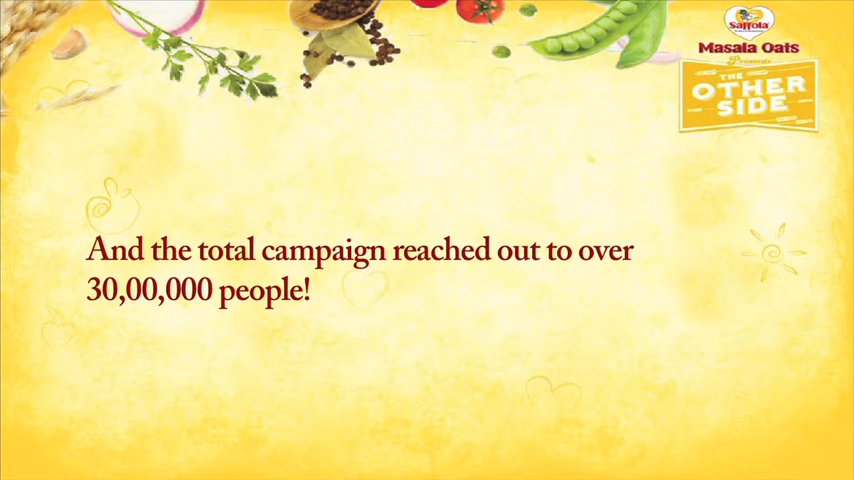 Saffola
Masala Oats
Presents
THE
OTHER
SIDE
And the total campaign reached out to over
30,00,000 people!